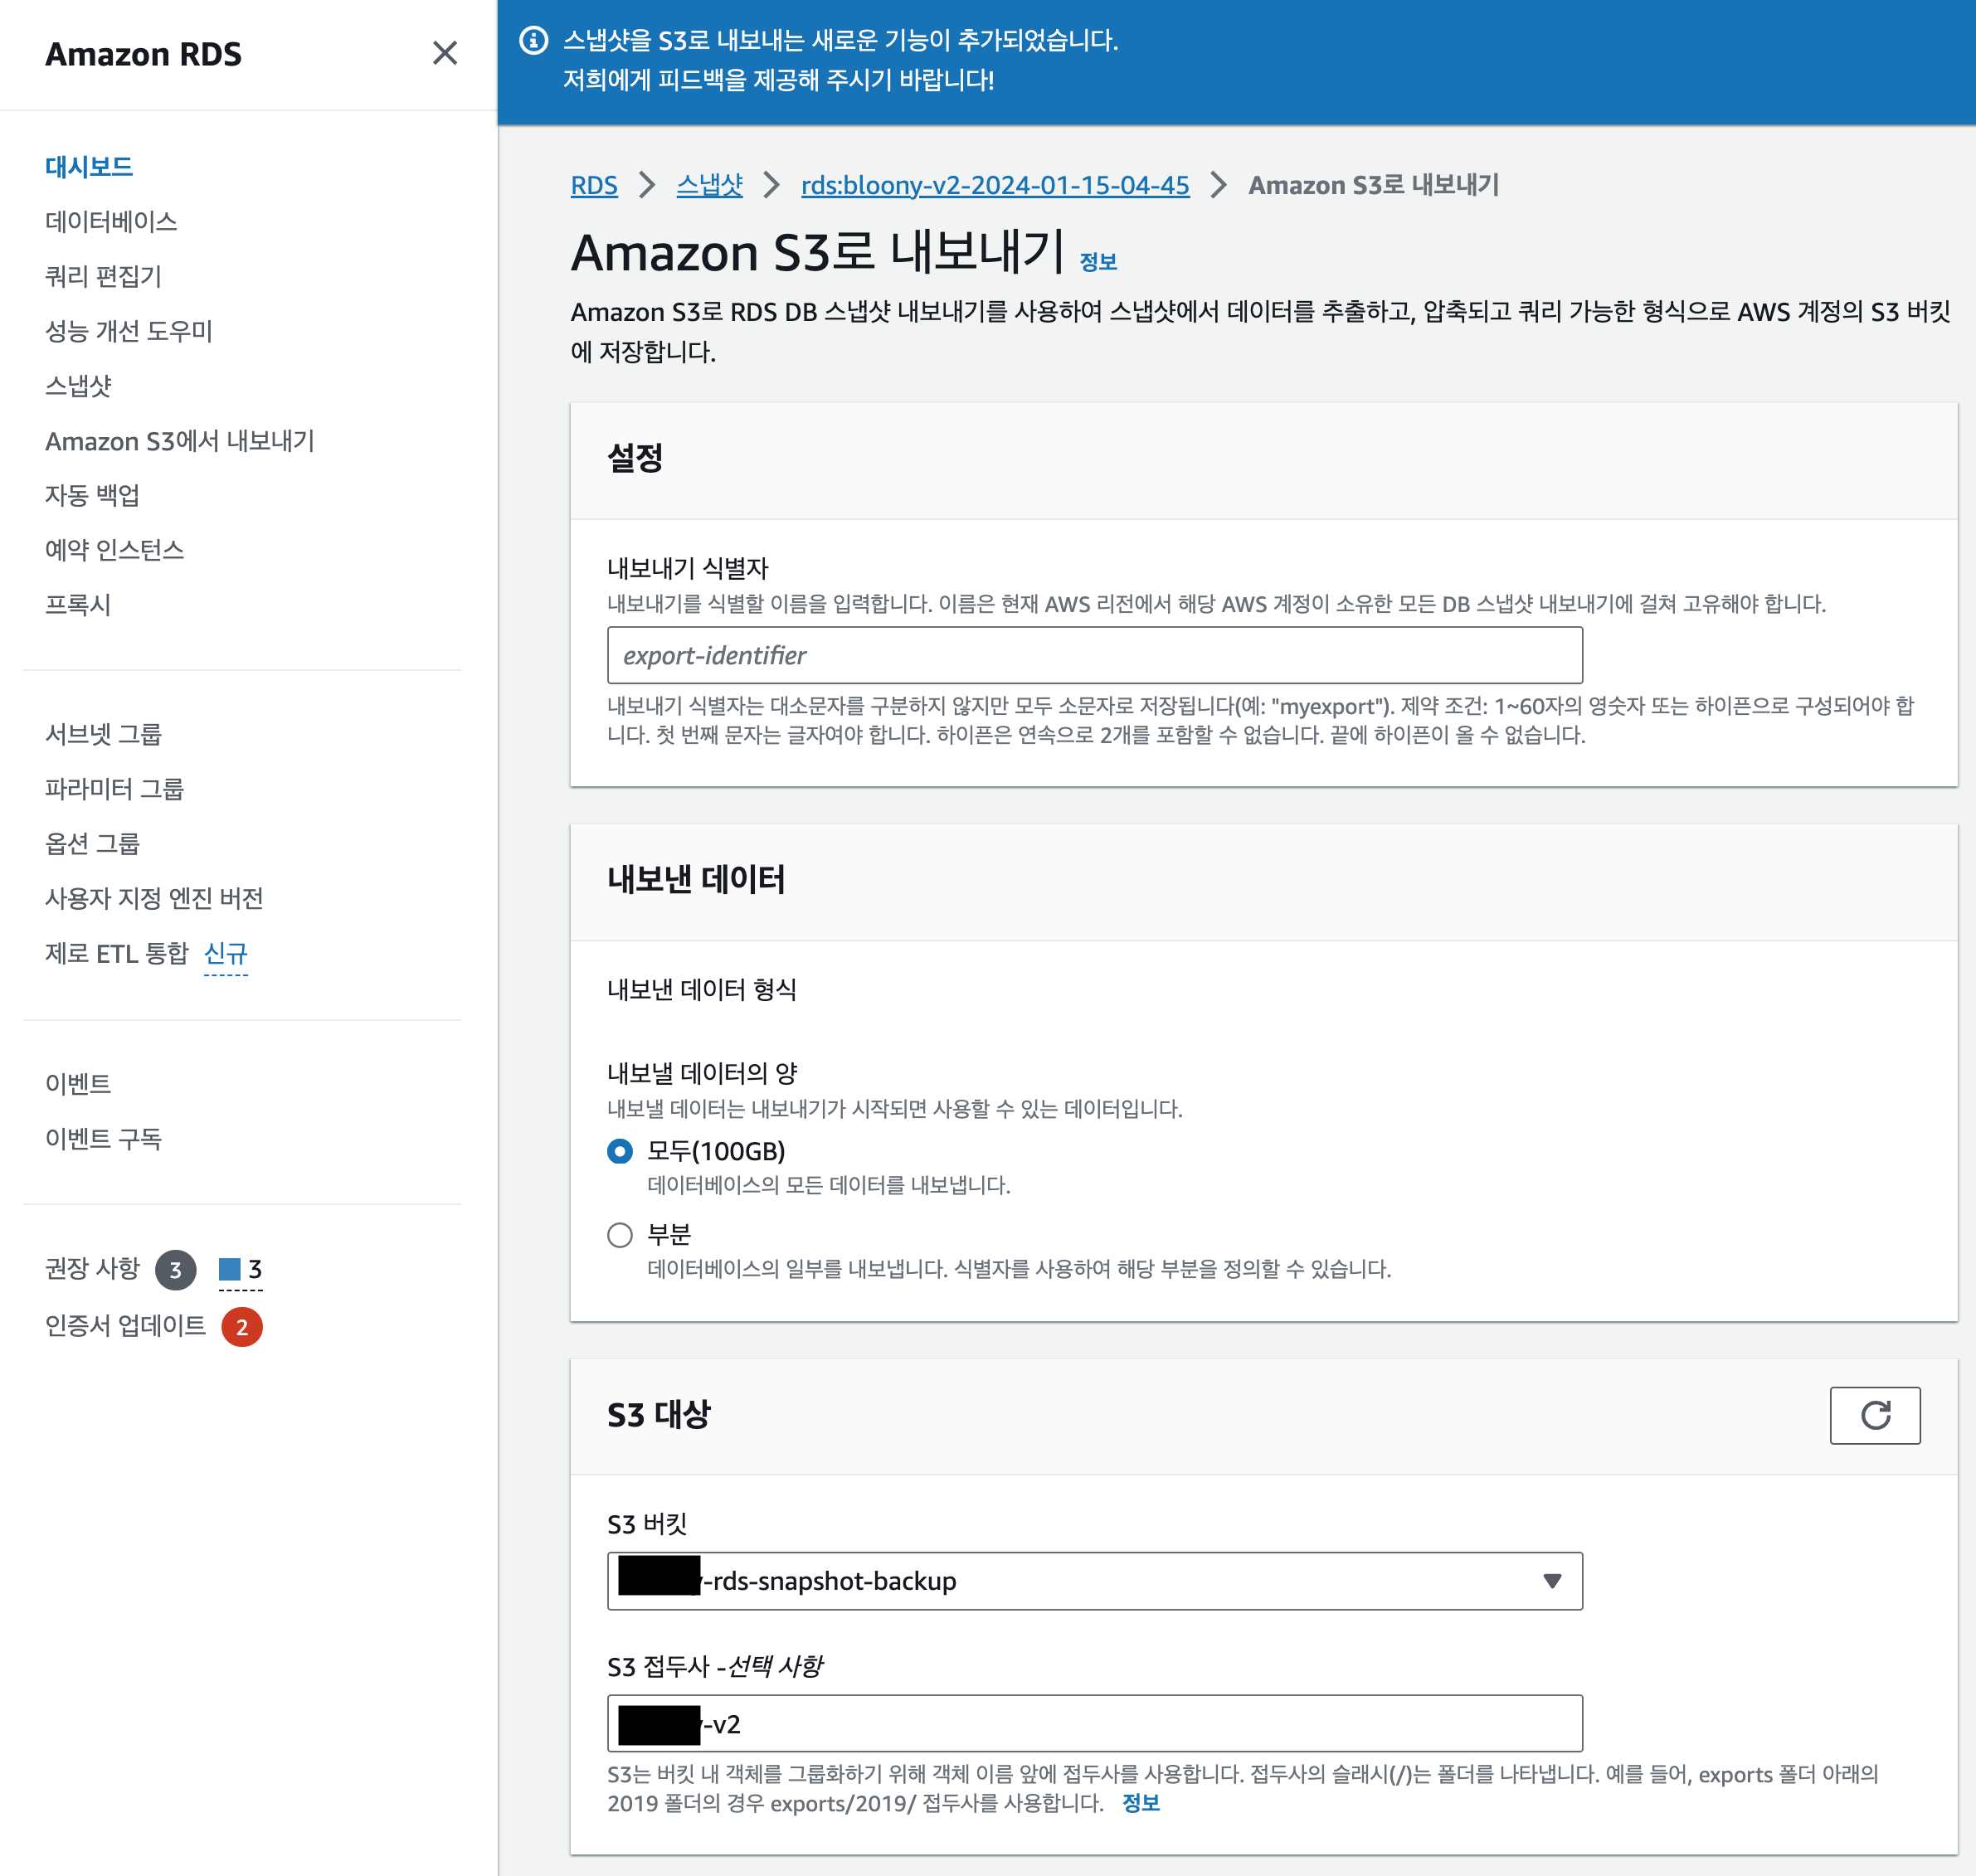 Amazon RDS
대시보드
데이터베이스
쿼리 편집기
성능 개선 도우미
스냅샷
Amazon S3에서 내보내기
자동 백업
예약 인스턴스
프록시
서브넷 그룹
파라미터 그룹
옵션 그룹
사용자 지정 엔진 버전
제로 ETL 통합 신규
이벤트
이벤트 구독
권장 사항 3 3
인증서 업데이트 2
스냅샷을 S3로 내보내는 새로운 기능이 추가되었습니다.
저희에게 피드백을 제공해 주시기 바랍니다!
RDS > 스냅샷 > rds:bloony-v2-2024-01-15-04-45 > Amazon S3로 내보내기
Amazon S3로 내보내기 정보
Amazon S3로 RDS DB 스냅샷 내보내기를 사용하여 스냅샷에서 데이터를 추출하고, 압축되고 쿼리 가능한 형식으로 AWS 계정의 S3 버킷
에 저장합니다.
설정
내보내기 식별자
내보내기를 식별할 이름을 입력합니다. 이름은 현재 AWS 리전에서 해당 AWS 계정이 소유한 모든 DB 스냅샷 내보내기에 걸쳐 고유해야 합니다.
export-identifier
내보내기 식별자는 대소문자를 구분하지 않지만 모두 소문자로 저장됩니다(예: "myexport"). 제약 조건: 1~60자의 영숫자 또는 하이픈으로 구성되어야 합
니다. 첫 번째 문자는 글자여야 합니다. 하이픈은 연속으로 2개를 포함할 수 없습니다. 끝에 하이픈이 올 수 없습니다.
내보낸 데이터
내보낸 데이터 형식
내보낼 데이터의 양
내보낼 데이터는 내보내기가 시작되면 사용할 수 있는 데이터입니다.
모두(100GB)
데이터베이스의 모든 데이터를 내보냅니다.
부분
데이터베이스의 일부를 내보냅니다. 식별자를 사용하여 해당 부분을 정의할 수 있습니다.
S3 대상
S3 버킷
-rds-snapshot-backup
S3 접두사 -선택 사항
-v2
S3는 버킷 내 객체를 그룹화하기 위해 객체 이름 앞에 접두사를 사용합니다. 접두사의 슬래시(/)는 폴더를 나타냅니다. 예를 들어, exports 폴더 아래의
2019 폴더의 경우 exports/2019/ 접두사를 사용합니다. 정보